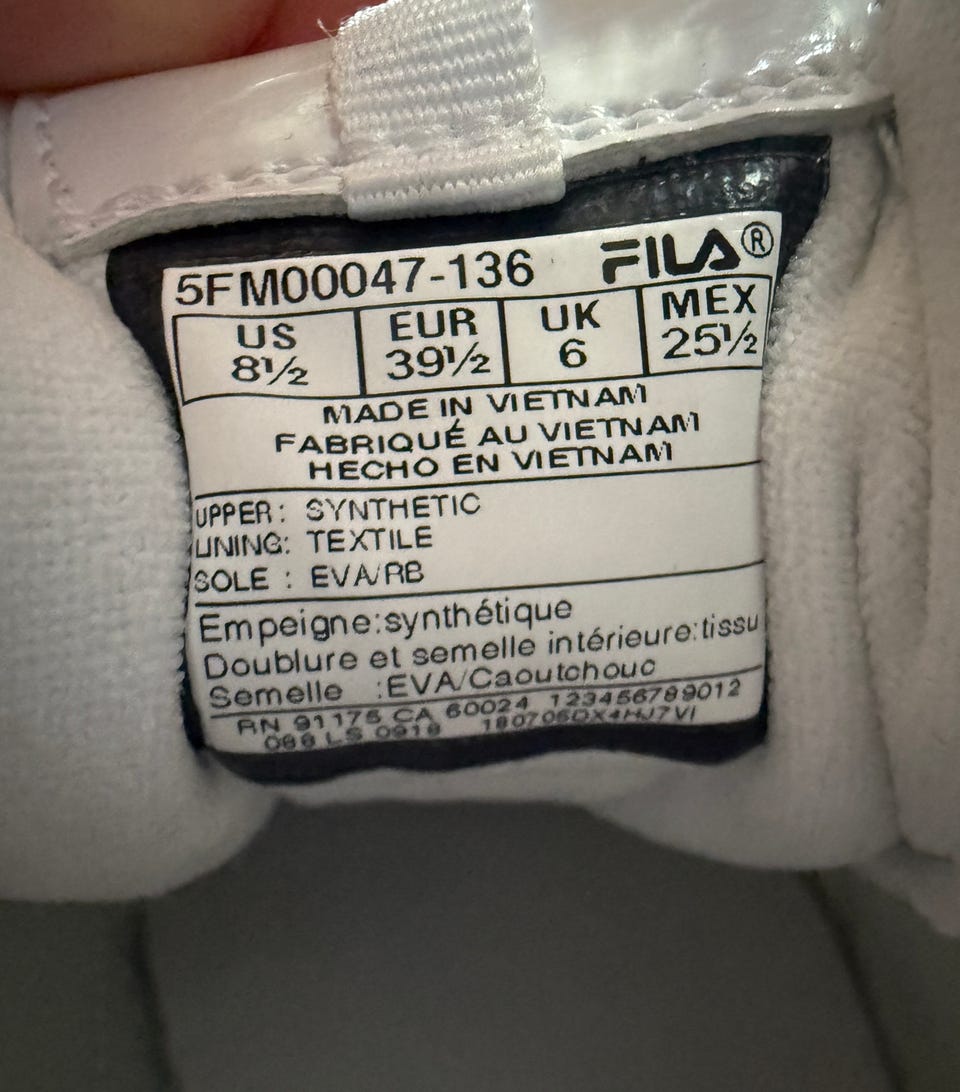 5FM00047-136 FILA®
US EUR UK MEX
8½ 39½ 6 25½
MADE IN VIETNAM
FABRIQUÉ AU VIETNAM
HECHO EN VIETNAM
UPPER: SYNTHETIC
LINING: TEXTILE
SOLE : EVA/RB
Empeigne:synthétique
Doublure et semelle intérieure:tissu
Semelle :EVA/Caoutchouc
RN 91175 CA 60024 123456789012
LS 0918